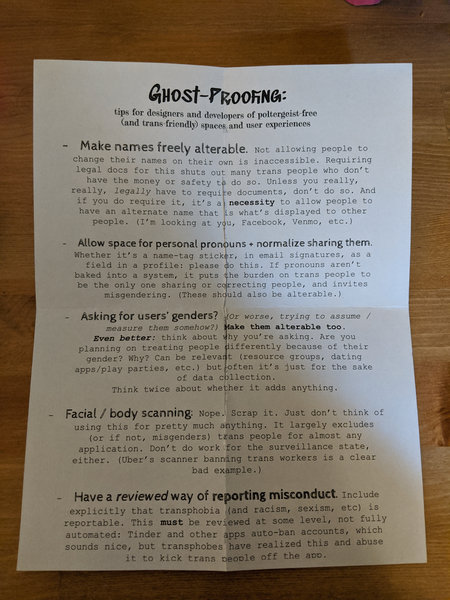 Ghost-Proofing:
tips for designers and developers of poltergeist-free
(and trans-friendly) spaces and user experiences
- Make names freely alterable. Not allowing people to
change their names on their own is inaccessible. Requiring
legal docs for this shuts out many trans people who don't
have the money or safety to do so. Unless you really,
really, legally have to require documents, don't do so. And
if you do require it, it's a necessity to allow people to
have an alternate name that is what's displayed to other
people. (I'm looking at you, Facebook, Venmo, etc.)
- Allow space for personal pronouns + normalize sharing them.
Whether it's a name-tag sticker, in email signatures, as a
field in a profile: please do this. If pronouns aren't
baked into a system, it puts the burden on trans people to
be the only one sharing or correcting people, and invites
misgendering. (These should also be alterable.)
- Asking for users' genders? (Or worse, trying to assume /
measure them somehow?) Make them alterable too.
Even better: think about why you're asking. Are you
planning on treating people differently because of their
gender? Why? Can be relevant (resource groups, dating
apps/play parties, etc.) but often it's just for the sake
of data collection.
Think twice about whether it adds anything.
- Facial / body scanning: Nope. Scrap it. Just don't think of
using this for pretty much anything. It largely excludes
(or if not, misgenders) trans people for almost any
application. Don't do work for the surveillance state,
either. (Uber's scanner banning trans workers is a clear
bad example.)
- Have a reviewed way of reporting misconduct. Include
explicitly that transphobia (and racism, sexism, etc) is
reportable. This must be reviewed at some level, not fully
automated: Tinder and other apps auto-ban accounts, which
sounds nice, but transphobes have realized this and abuse
it to kick trans people off the app.